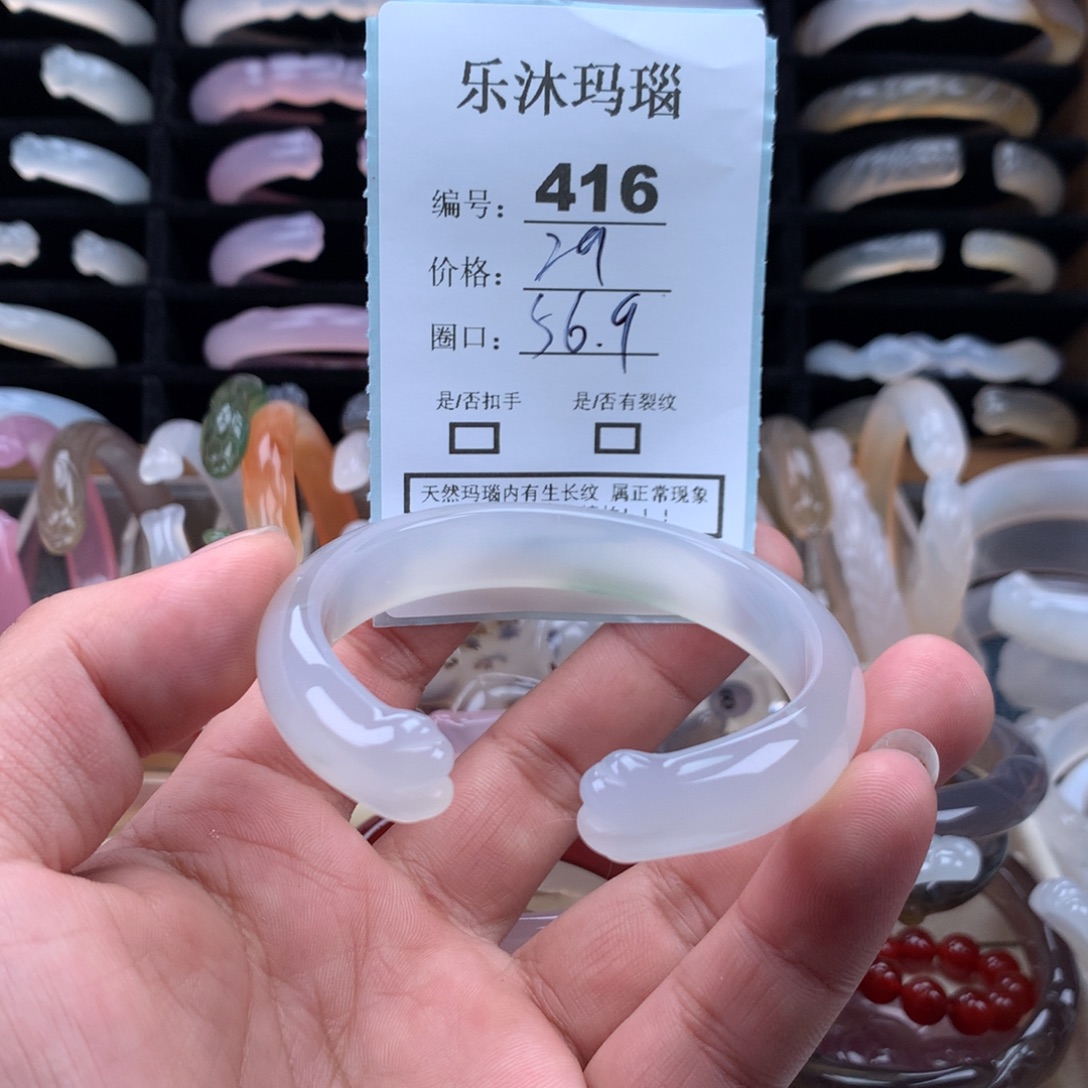 乐沐玛瑙
编号：416
价格：29
圈口：56.9
是/否扣手 是/否有裂纹
天然玛瑙内有生长纹 属正常现象